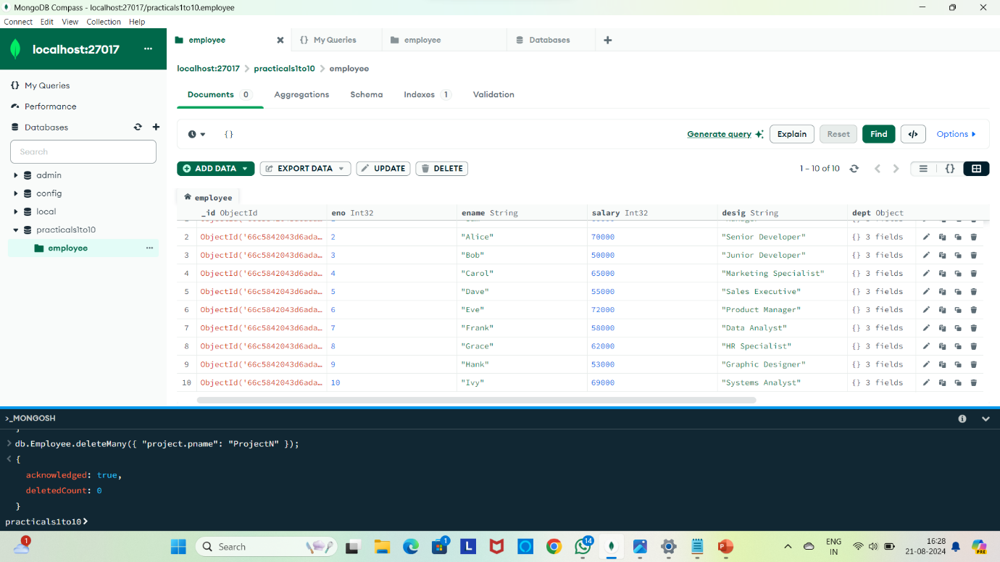 MongoDB Compass - localhost:27017/practicals1to10.employee
Connect Edit View Collection Help
localhost:27017 ...
employee
{} My Queries
employee
Databases
localhost:27017 > practicals1to10 > employee
{} My Queries
Performance
Databases
Search
admin
config
local
practicals1to10
employee ...
Documents 0 Aggregations Schema Indexes 1 Validation
{} Generate query Explain Reset Find </> Options
ADD DATA EXPORT DATA UPDATE DELETE 1 – 10 of 10 {}
employee
_id ObjectId eno Int32 ename String salary Int32 desig String dept Object
2 ObjectId('66c5842043d6ada… 2 "Alice" 70000 "Senior Developer" {} 3 fields
3 ObjectId('66c5842043d6ada… 3 "Bob" 50000 "Junior Developer" {} 3 fields
4 ObjectId('66c5842043d6ada… 4 "Carol" 65000 "Marketing Specialist" {} 3 fields
5 ObjectId('66c5842043d6ada… 5 "Dave" 55000 "Sales Executive" {} 3 fields
6 ObjectId('66c5842043d6ada… 6 "Eve" 72000 "Product Manager" {} 3 fields
7 ObjectId('66c5842043d6ada… 7 "Frank" 58000 "Data Analyst" {} 3 fields
8 ObjectId('66c5842043d6ada… 8 "Grace" 62000 "HR Specialist" {} 3 fields
9 ObjectId('66c5842043d6ada… 9 "Hank" 53000 "Graphic Designer" {} 3 fields
10 ObjectId('66c5842043d6ada… 10 "Ivy" 69000 "Systems Analyst" {} 3 fields
>_MONGOSH
> db.Employee.deleteMany({ "project.pname": "ProjectN" });
< {
acknowledged: true,
deletedCount: 0
}
practicals1to10>
1
Search
1
L
14
ENG
IN
16:28
21-08-2024
PRE